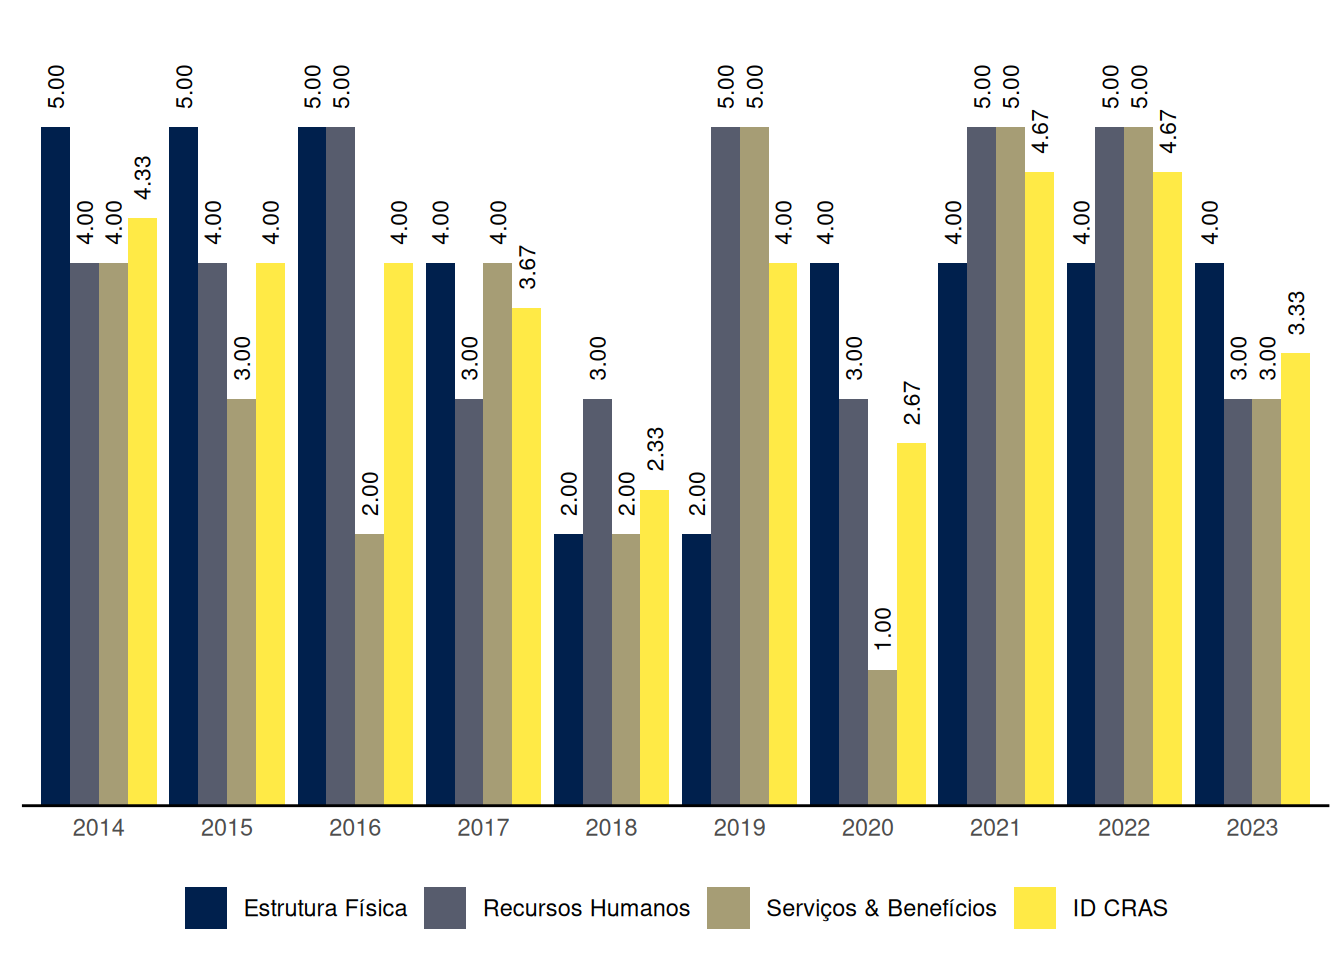 5.00 4.00 4.00 4.33 5.00 4.00 3.00 4.00 5.00 5.00 2.00 4.00 4.00 3.00 4.00 3.67 2.00 3.00 2.00 2.33 2.00 5.00 5.00 4.00 4.00 3.00 1.00 2.67 4.00 5.00 5.00 4.67 4.00 5.00 5.00 4.67 4.00 3.00 3.00 3.33
2014 2015 2016 2017 2018 2019 2020 2021 2022 2023
Estrutura Física Recursos Humanos Serviços & Benefícios ID CRAS